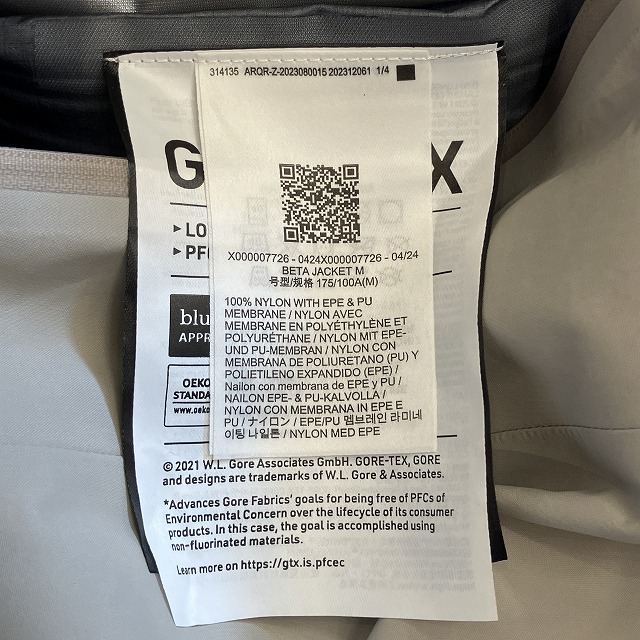 314135 ARQR-Z-2023080015 202312061 1/4
G X
▸LO
▸PFC
X000007726 - 0424X000007726 - 04/24
BETA JACKET M
号型/规格 175/100A(M)
100% NYLON WITH EPE & PU
MEMBRANE / NYLON AVEC
MEMBRANE EN POLYÉTHYLÈNE ET
POLYURÉTHANE / NYLON MIT EPE-
UND PU-MEMBRAN / NYLON CON
MEMBRANA DE POLIURETANO (PU) Y
POLIETILENO EXPANDIDO (EPE) /
Nailon con membrana de EPE y PU /
NAILON EPE- & PU-KALVOLLA /
NYLON CON MEMBRANA IN EPE E
PU / ナイロン / EPE/PU 멤브레인 라미네
이팅 나일론 / NYLON MED EPE
blu
APPR
OEKO
STANDA
www.oeko
© 2021 W.L. Gore Associates GmbH. GORE-TEX, GORE
and designs are trademarks of W.L. Gore & Associates.
*Advances Gore Fabrics' goals for being free of PFCs of
Environmental Concern over the lifecycle of its consumer
products. In this case, the goal is accomplished using
non-fluorinated materials.
Learn more on https://gtx.is.pfcec